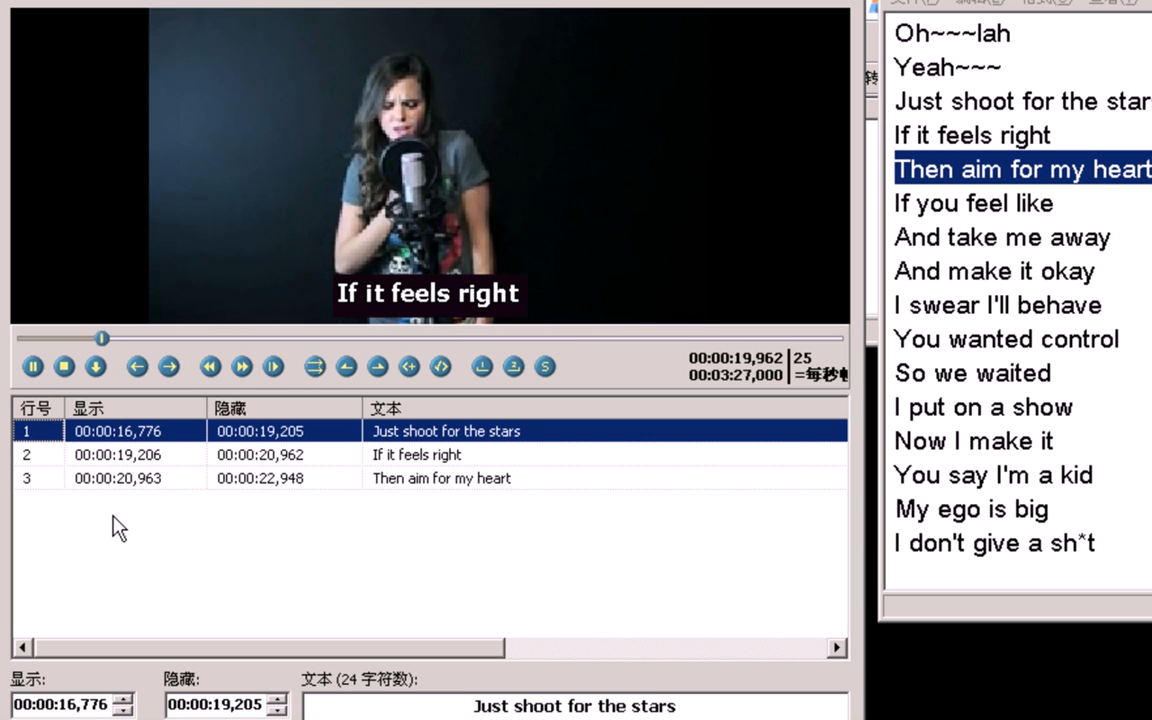 If it feels right
00:00:19,962 25
00:03:27,000 =每秒
行号 显示 隐藏 文本
1 00:00:16,776 00:00:19,205 Just shoot for the stars
2 00:00:19,206 00:00:20,962 If it feels right
3 00:00:20,963 00:00:22,948 Then aim for my heart
显示: 隐藏: 文本 (24 字符数):
00:00:16,776 00:00:19,205 Just shoot for the stars
转
Oh~~~lah
Yeah~~~
Just shoot for the stars
If it feels right
Then aim for my heart
If you feel like
And take me away
And make it okay
I swear I'll behave
You wanted control
So we waited
I put on a show
Now I make it
You say I'm a kid
My ego is big
I don't give a sh*t